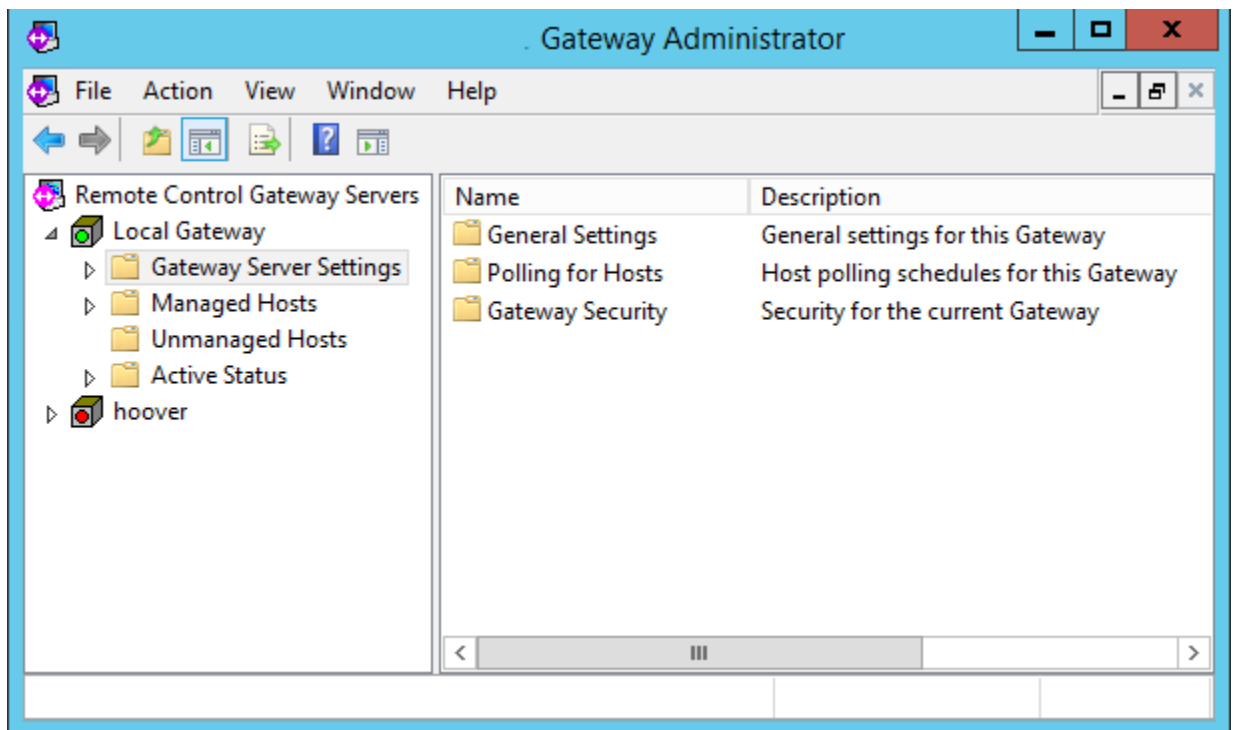 . Gateway Administrator
File Action View Window Help
Remote Control Gateway Servers
Local Gateway
Gateway Server Settings
Managed Hosts
Unmanaged Hosts
Active Status
hoover
Name Description
General Settings General settings for this Gateway
Polling for Hosts Host polling schedules for this Gateway
Gateway Security Security for the current Gateway